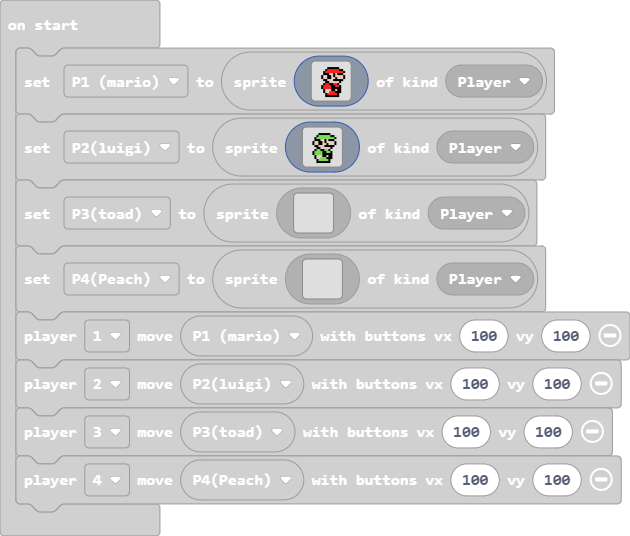 on start
set P1 (mario) to sprite of kind Player
set P2(luigi) to sprite of kind Player
set P3(toad) to sprite of kind Player
set P4(Peach) to sprite of kind Player
player 1 move P1 (mario) with buttons vx 100 vy 100
player 2 move P2(luigi) with buttons vx 100 vy 100
player 3 move P3(toad) with buttons vx 100 vy 100
player 4 move P4(Peach) with buttons vx 100 vy 100